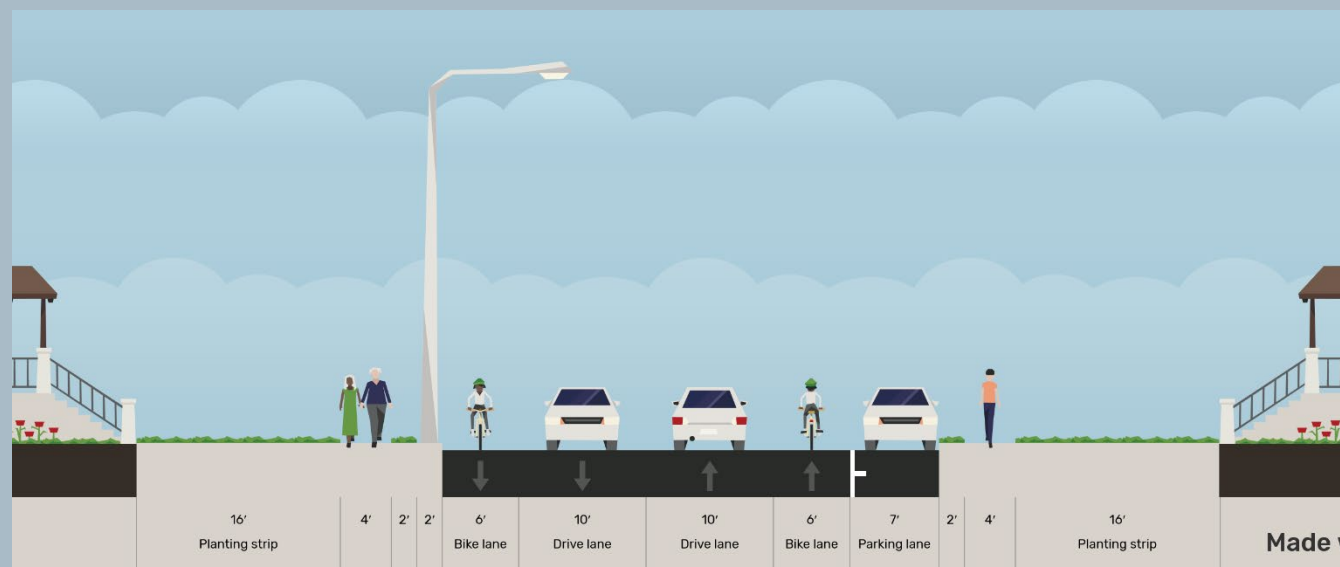 16′ 4′ 2′ 2′ 6′ 10′ 10′ 6′ 7′ 2′ 4′ 16′
Planting strip Bike lane Drive lane Drive lane Bike lane Parking lane Planting strip
Made